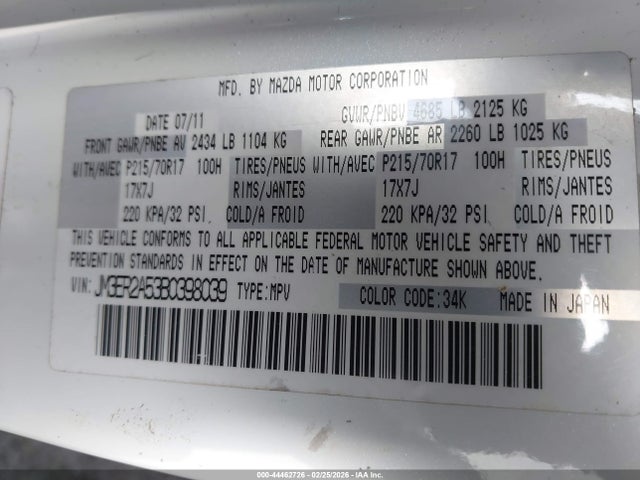 MFD. BY MAZDA MOTOR CORPORATION
DATE 07/11 GVWR/PNBV 4685 LB 2125 KG
FRONT GAWR/PNBE AV 2434 LB 1104 KG REAR GAWR/PNBE AR 2260 LB 1025 KG
WITH/AVEC P215/70R17 100H TIRES/PNEUS WITH/AVEC P215/70R17 100H TIRES/PNEUS
17X7J RIMS/JANTES 17X7J RIMS/JANTES
220 KPA/32 PSI COLD/A FROID 220 KPA/32 PSI COLD/A FROID
THIS VEHICLE CONFORMS TO ALL APPLICABLE FEDERAL MOTOR VEHICLE SAFETY AND THEFT
PREVENTION STANDARDS IN EFFECT ON THE DATE OF MANUFACTURE SHOWN ABOVE.
VIN: JM3ER2A53B0398039 TYPE:MPV COLOR CODE:34K MADE IN JAPAN
000-44462726 - 02/25/2026 - IAA Inc.